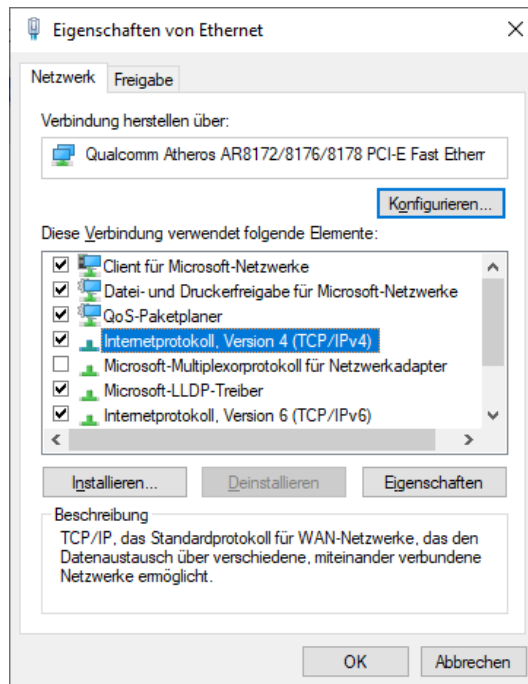 Eigenschaften von Ethernet
Netzwerk
Freigabe
Verbindung herstellen über:
Qualcomm Atheros AR8172/8176/8178 PCI-E Fast Ethern
Konfigurieren...
Diese Verbindung verwendet folgende Elemente:
Client für Microsoft-Netzwerke
Datei- und Druckerfreigabe für Microsoft-Netzwerke
QoS-Paketplaner
Internetprotokoll, Version 4 (TCP/IPv4)
Microsoft-Multiplexorprotokoll für Netzwerkadapter
Microsoft-LLDP-Treiber
Internetprotokoll, Version 6 (TCP/IPv6)
Installieren...
Deinstallieren
Eigenschaften
Beschreibung
TCP/IP, das Standardprotokoll für WAN-Netzwerke, das den
Datenaustausch über verschiedene, miteinander verbundene
Netzwerke ermöglicht.
OK
Abbrechen